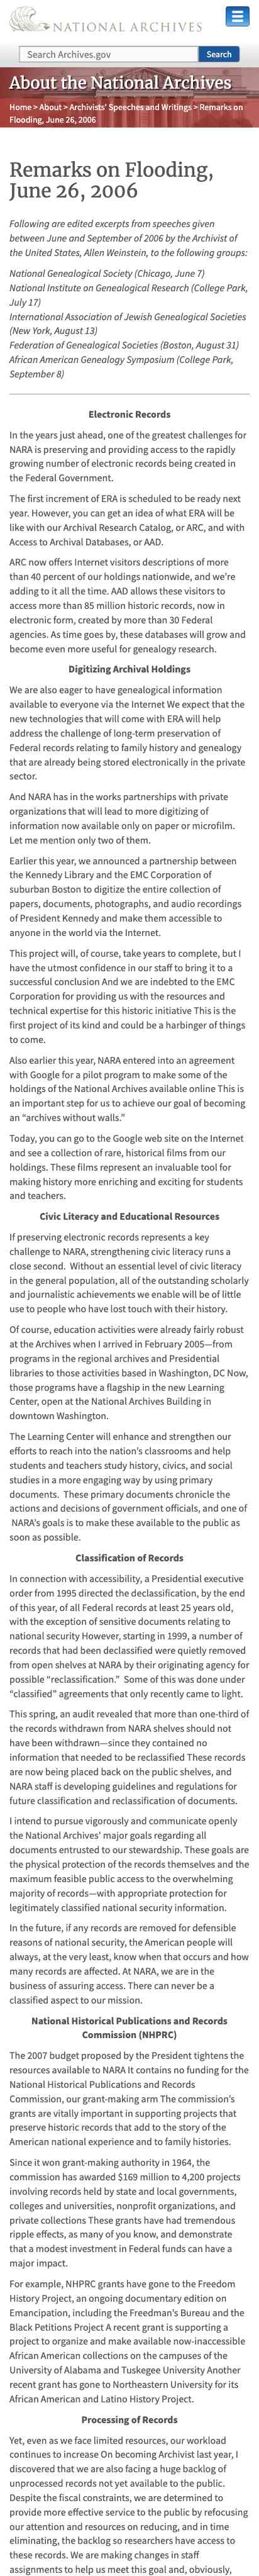 NATIONAL ARCHIVES
Search Archives.gov
Search
About the National Archives
Home > About > Archivists' Speeches and Writings > Remarks on
Flooding, June 26, 2006
Remarks on Flooding,
June 26, 2006
Following are edited excerpts from speeches given
between June and September of 2006 by the Archivist of
the United States, Allen Weinstein, to the following groups:
National Genealogical Society (Chicago, June 7)
National Institute on Genealogical Research (College Park,
July 17)
International Association of Jewish Genealogical Societies
(New York, August 13)
Federation of Genealogical Societies (Boston, August 31)
African American Genealogy Symposium (College Park,
September 8)
Electronic Records
In the years just ahead, one of the greatest challenges for
NARA is preserving and providing access to the rapidly
growing number of electronic records being created in
the Federal Government.
The first increment of ERA is scheduled to be ready next
year. However, you can get an idea of what ERA will be
like with our Archival Research Catalog, or ARC, and with
Access to Archival Databases, or AAD.
ARC now offers Internet visitors descriptions of more
than 40 percent of our holdings nationwide, and we're
adding to it all the time. AAD allows these visitors to
access more than 85 million historic records, now in
electronic form, created by more than 30 Federal
agencies. As time goes by, these databases will grow and
become even more useful for genealogy research.
Digitizing Archival Holdings
We are also eager to have genealogical information
available to everyone via the Internet We expect that the
new technologies that will come with ERA will help
address the challenge of long-term preservation of
Federal records relating to family history and genealogy
that are already being stored electronically in the private
sector.
And NARA has in the works partnerships with private
organizations that will lead to more digitizing of
information now available only on paper or microfilm.
Let me mention only two of them.
Earlier this year, we announced a partnership between
the Kennedy Library and the EMC Corporation of
suburban Boston to digitize the entire collection of
papers, documents, photographs, and audio recordings
of President Kennedy and make them accessible to
anyone in the world via the Internet.
This project will, of course, take years to complete, but I
have the utmost confidence in our staff to bring it to a
successful conclusion And we are indebted to the EMC
Corporation for providing us with the resources and
technical expertise for this historic initiative This is the
first project of its kind and could be a harbinger of things
to come.
Also earlier this year, NARA entered into an agreement
with Google for a pilot program to make some of the
holdings of the National Archives available online This is
an important step for us to achieve our goal of becoming
an “archives without walls.”
Today, you can go to the Google web site on the Internet
and see a collection of rare, historical films from our
holdings. These films represent an invaluable tool for
making history more enriching and exciting for students
and teachers.
Civic Literacy and Educational Resources
If preserving electronic records represents a key
challenge to NARA, strengthening civic literacy runs a
close second.  Without an essential level of civic literacy
in the general population, all of the outstanding scholarly
and journalistic achievements we enable will be of little
use to people who have lost touch with their history.
Of course, education activities were already fairly robust
at the Archives when I arrived in February 2005—from
programs in the regional archives and Presidential
libraries to those activities based in Washington, DC Now,
those programs have a flagship in the new Learning
Center, open at the National Archives Building in
downtown Washington.
The Learning Center will enhance and strengthen our
efforts to reach into the nation's classrooms and help
students and teachers study history, civics, and social
studies in a more engaging way by using primary
documents.  These primary documents chronicle the
actions and decisions of government officials, and one of
NARA's goals is to make these available to the public as
soon as possible.
Classification of Records
In connection with accessibility, a Presidential executive
order from 1995 directed the declassification, by the end
of this year, of all Federal records at least 25 years old,
with the exception of sensitive documents relating to
national security However, starting in 1999, a number of
records that had been declassified were quietly removed
from open shelves at NARA by their originating agency for
possible “reclassification.”  Some of this was done under
“classified” agreements that only recently came to light.
This spring, an audit revealed that more than one-third of
the records withdrawn from NARA shelves should not
have been withdrawn—since they contained no
information that needed to be reclassified These records
are now being placed back on the public shelves, and
NARA staff is developing guidelines and regulations for
future classification and reclassification of documents.
I intend to pursue vigorously and communicate openly
the National Archives' major goals regarding all
documents entrusted to our stewardship. These goals are
the physical protection of the records themselves and the
maximum feasible public access to the overwhelming
majority of records—with appropriate protection for
legitimately classified national security information.
In the future, if any records are removed for defensible
reasons of national security, the American people will
always, at the very least, know when that occurs and how
many records are affected. At NARA, we are in the
business of assuring access. There can never be a
classified aspect to our mission.
National Historical Publications and Records
Commission (NHPRC)
The 2007 budget proposed by the President tightens the
resources available to NARA It contains no funding for the
National Historical Publications and Records
Commission, our grant-making arm The commission's
grants are vitally important in supporting projects that
preserve historic records that add to the story of the
American national experience and to family histories.
Since it won grant-making authority in 1964, the
commission has awarded $169 million to 4,200 projects
involving records held by state and local governments,
colleges and universities, nonprofit organizations, and
private collections These grants have had tremendous
ripple effects, as many of you know, and demonstrate
that a modest investment in Federal funds can have a
major impact.
For example, NHPRC grants have gone to the Freedom
History Project, an ongoing documentary edition on
Emancipation, including the Freedman's Bureau and the
Black Petitions Project A recent grant is supporting a
project to organize and make available now-inaccessible
African American collections on the campuses of the
University of Alabama and Tuskegee University Another
recent grant has gone to Northeastern University for its
African American and Latino History Project.
Processing of Records
Yet, even as we face limited resources, our workload
continues to increase On becoming Archivist last year, I
discovered that we are also facing a huge backlog of
unprocessed records not yet available to the public.
Despite the fiscal constraints, we are determined to
provide more effective service to the public by refocusing
our attention and resources on reducing, and in time
eliminating, the backlog so researchers have access to
these records. We are making changes in staff
assignments to help us meet this goal and, obviously,